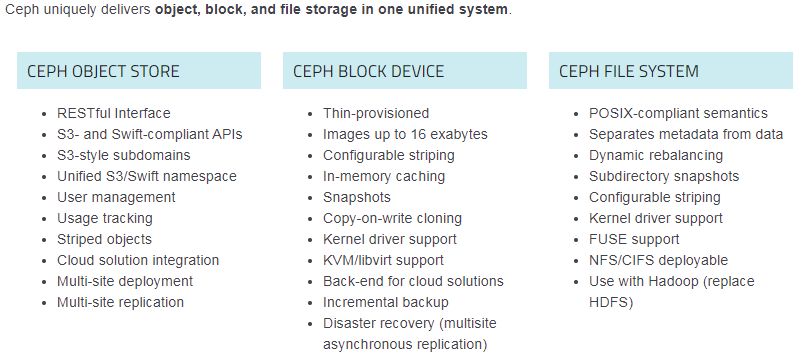 Ceph uniquely delivers object, block, and file storage in one unified system.
CEPH OBJECT STORE
RESTful Interface
S3- and Swift-compliant APIs
S3-style subdomains
Unified S3/Swift namespace
User management
Usage tracking
Striped objects
Cloud solution integration
Multi-site deployment
Multi-site replication
CEPH BLOCK DEVICE
Thin-provisioned
Images up to 16 exabytes
Configurable striping
In-memory caching
Snapshots
Copy-on-write cloning
Kernel driver support
KVM/libvirt support
Back-end for cloud solutions
Incremental backup
Disaster recovery (multisite
asynchronous replication)
CEPH FILE SYSTEM
POSIX-compliant semantics
Separates metadata from data
Dynamic rebalancing
Subdirectory snapshots
Configurable striping
Kernel driver support
FUSE support
NFS/CIFS deployable
Use with Hadoop (replace
HDFS)